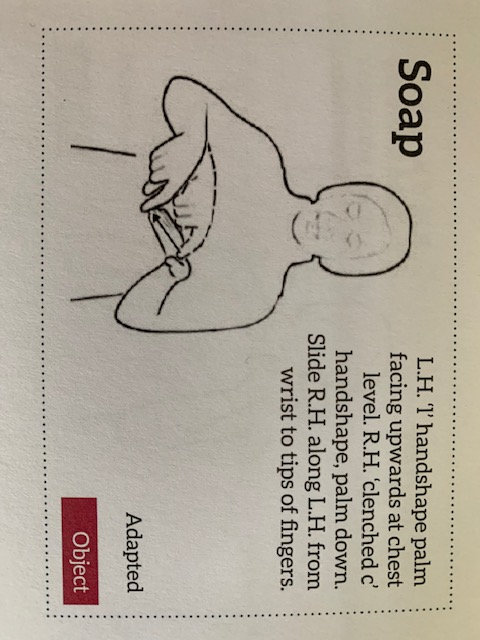 Soap
L.H. 'I' handshape palm
facing upwards at chest
level. R.H. 'clenched c'
handshape, palm down.
Slide R.H. along L.H. from
wrist to tips of fingers.
Adapted
Object